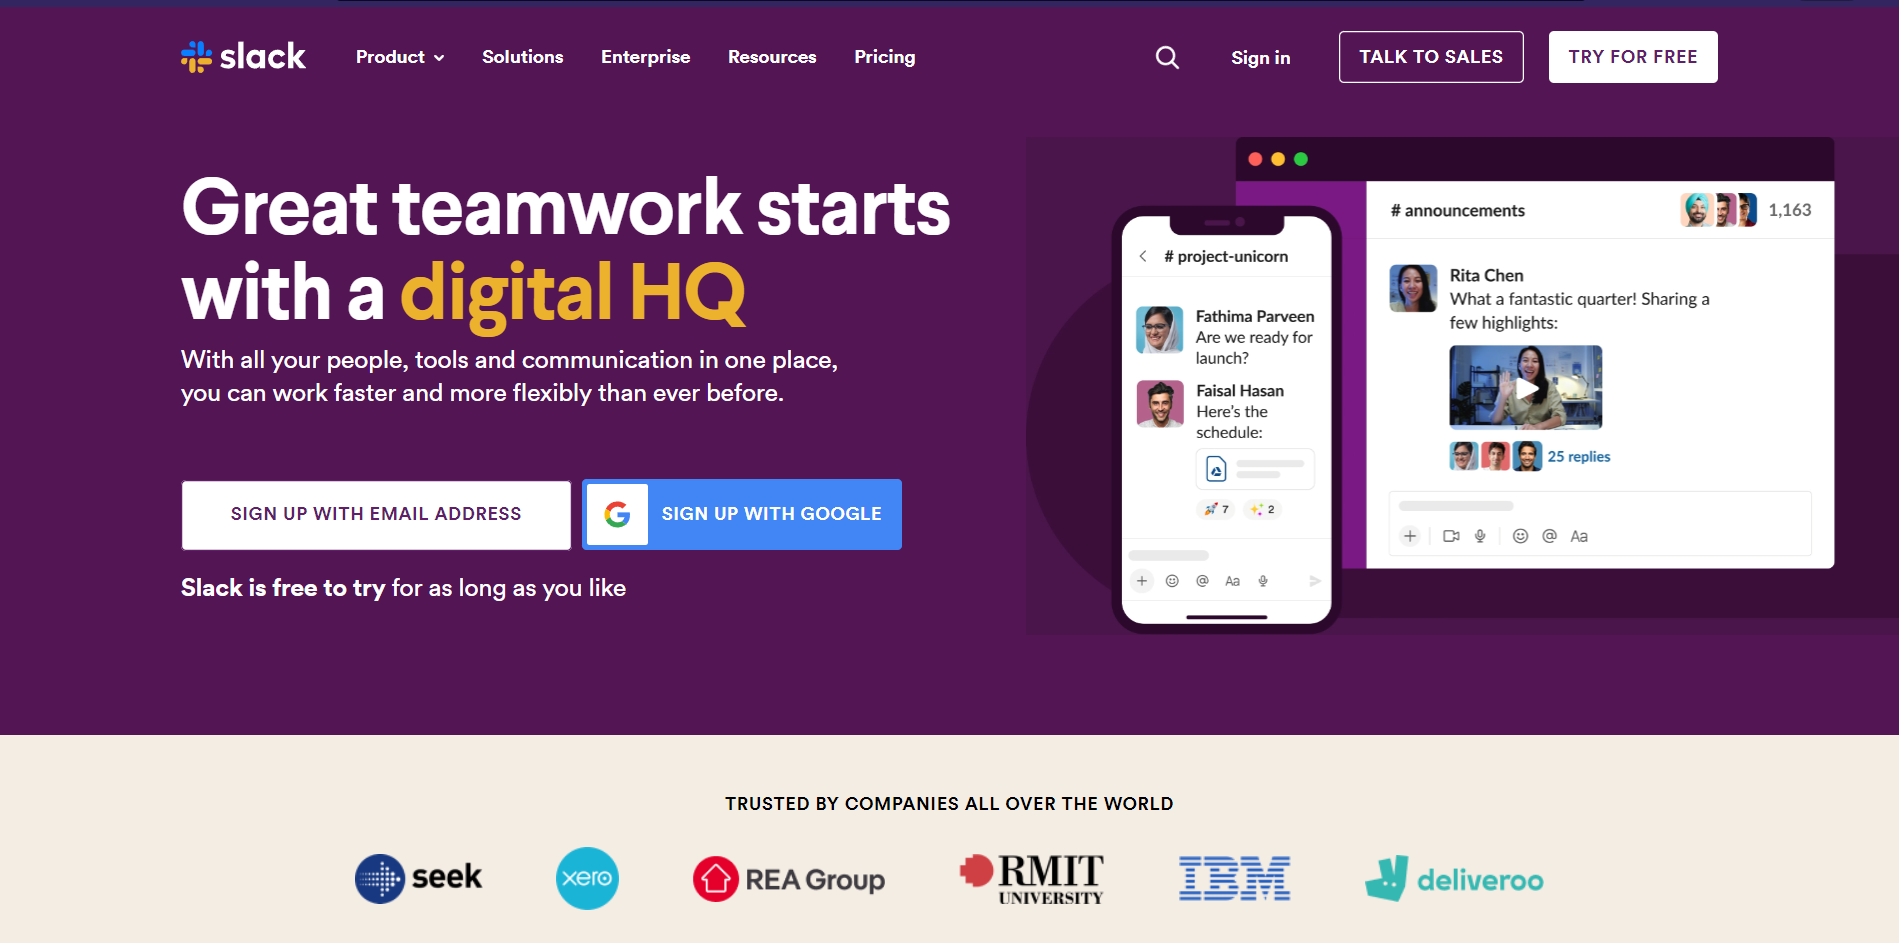 slack
Product
Solutions
Enterprise
Resources
Pricing
Sign in
TALK TO SALES
TRY FOR FREE
Great teamwork starts
with a digital HQ
With all your people, tools and communication in one place,
you can work faster and more flexibly than ever before.
SIGN UP WITH EMAIL ADDRESS
G SIGN UP WITH GOOGLE
Slack is free to try for as long as you like
# project-unicorn
Fathima Parveen
Are we ready for
launch?
Faisal Hasan
Here's the
schedule:
7
2
+ @ Aa
# announcements
1,163
Rita Chen
What a fantastic quarter! Sharing a
few highlights:
25 replies
+ @ Aa
TRUSTED BY COMPANIES ALL OVER THE WORLD
seek
xero
REA Group
RMIT
UNIVERSITY
IBM
deliveroo